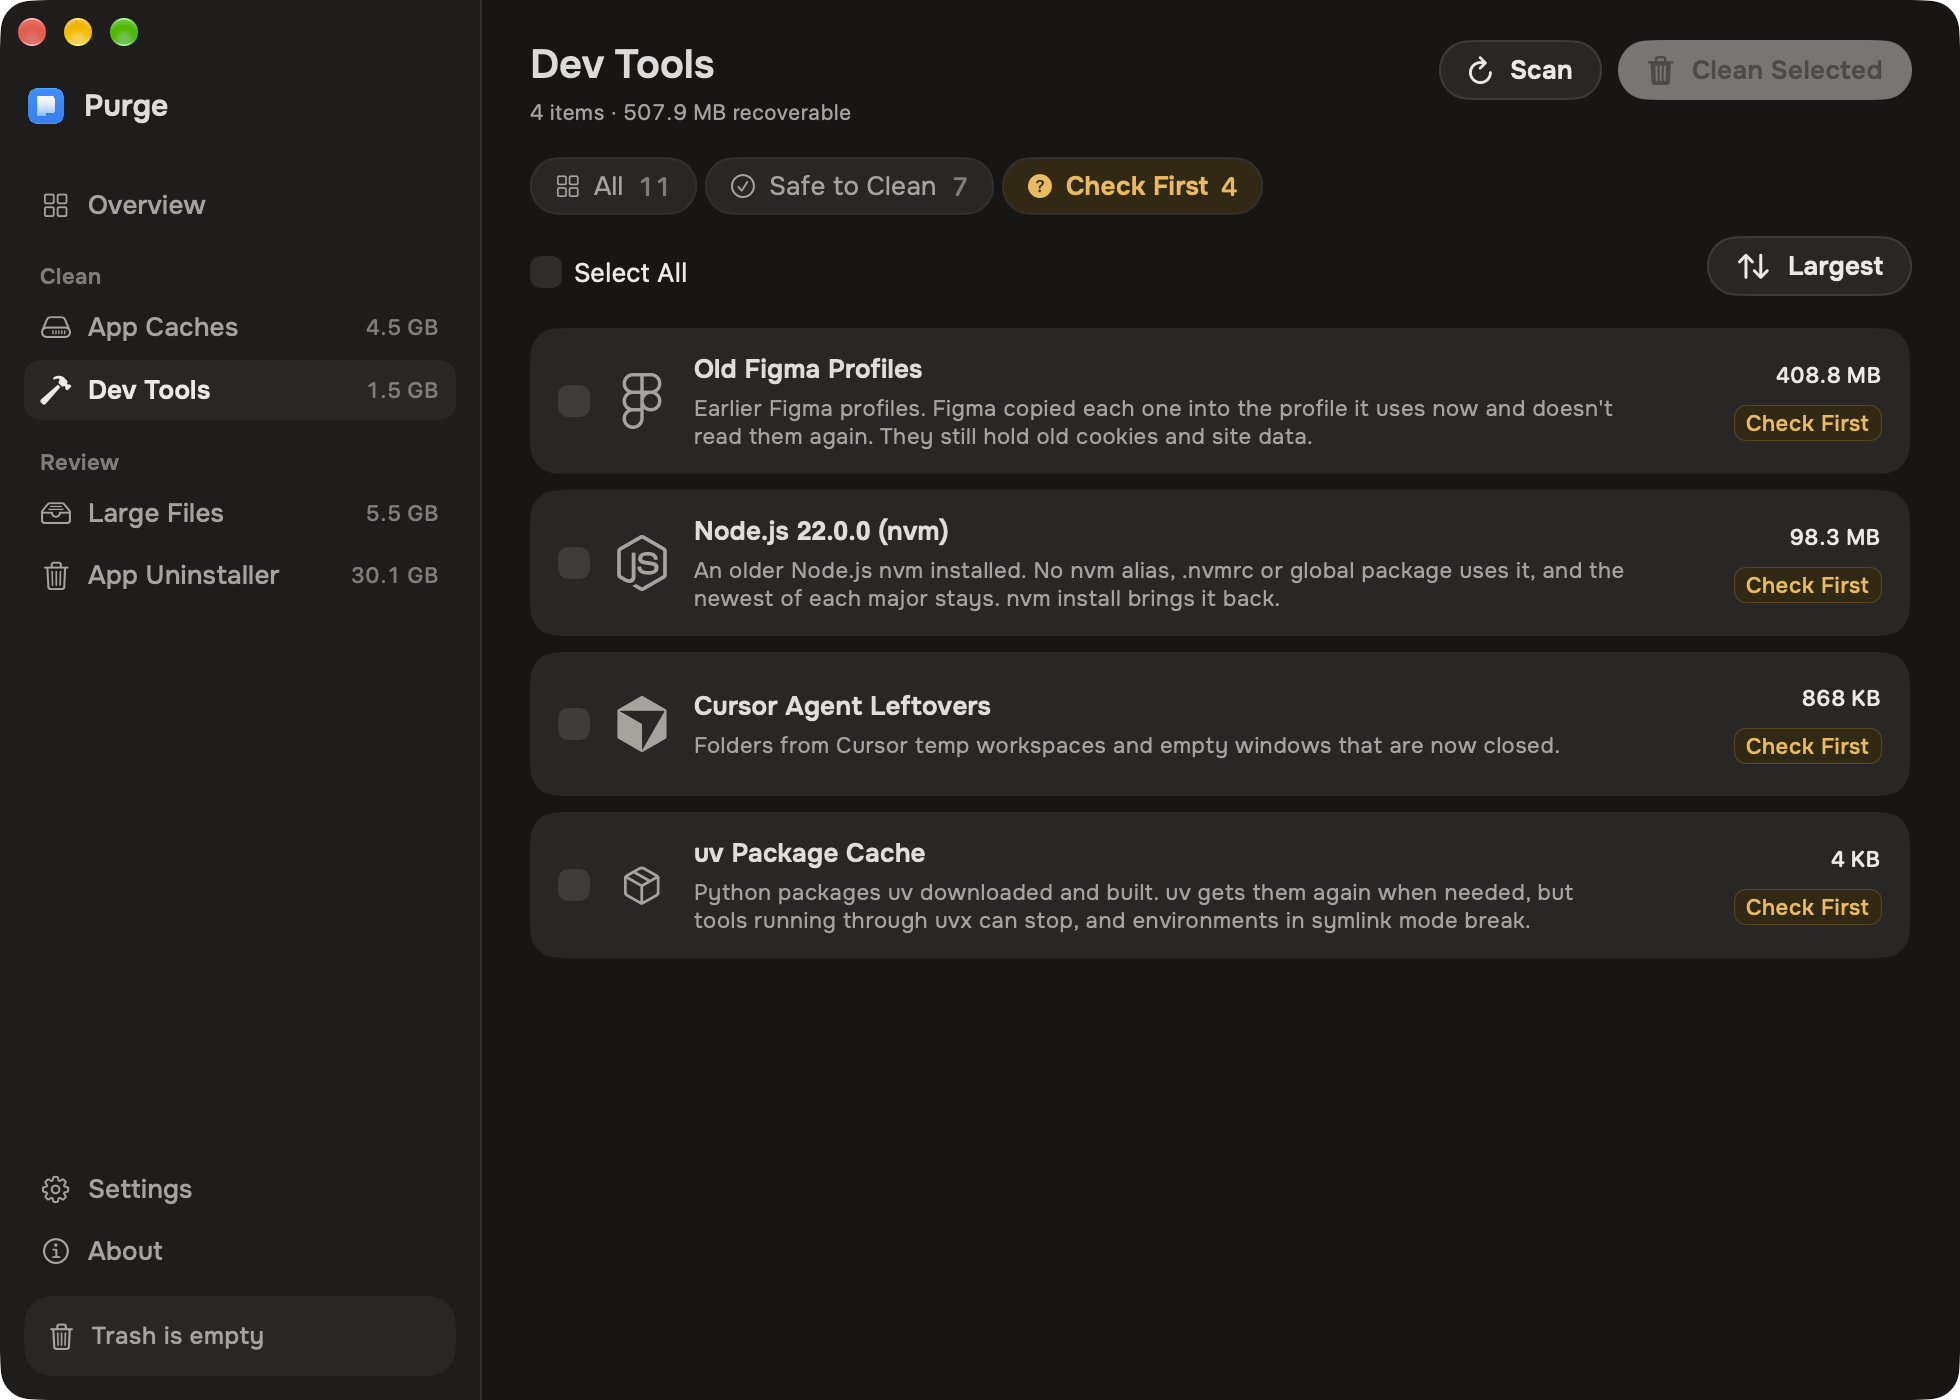 Purge
Overview
Clean
App Caches 4.5 GB
Dev Tools 1.5 GB
Review
Large Files 5.5 GB
App Uninstaller 30.1 GB
Settings
About
Trash is empty
Dev Tools
4 items · 507.9 MB recoverable
Scan
Clean Selected
All 11
Safe to Clean 7
? Check First 4
Select All
Largest
Old Figma Profiles
Earlier Figma profiles. Figma copied each one into the profile it uses now and doesn't
read them again. They still hold old cookies and site data.
408.8 MB
Check First
JS
Node.js 22.0.0 (nvm)
An older Node.js nvm installed. No nvm alias, .nvmrc or global package uses it, and the
newest of each major stays. nvm install brings it back.
98.3 MB
Check First
Cursor Agent Leftovers
Folders from Cursor temp workspaces and empty windows that are now closed.
868 KB
Check First
uv Package Cache
Python packages uv downloaded and built. uv gets them again when needed, but
tools running through uvx can stop, and environments in symlink mode break.
4 KB
Check First